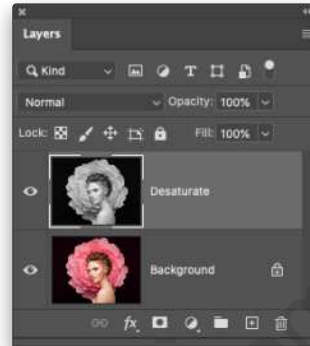 Layers
Kind
Normal Opacity: 100%
Lock: Fill: 100%
Desaturate
Background
fx